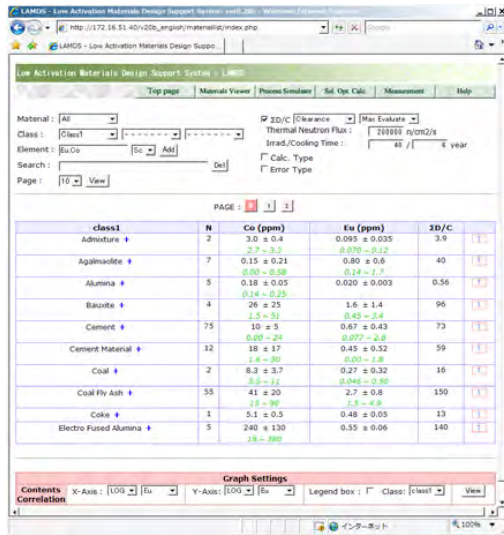 LAMDS - Low Activation Materials Design Support System
http://172.16.51.40/v20b_english/materiallist/index.php
LAMDS - Low Activation Materials Design Suppo...
Low Activation Materials Design Support System - LAMDS
Top page Materials Viewer Process Simulator Sel. Opt Calc. Measurement Help
Material : All
Class : Class1 - - - - - - - - - - - - - -
Element : Eu,Co Sc Add
Search : Del
Page : 10 View
ΣD/C Clearance Max Evaluate
Thermal Neutron Flux : 200000 n/cm2/s
Irrad./Cooling Time : 40 / 6 year
Calc. Type
Error Type
PAGE : 0 1 2
class1 N Co (ppm) Eu (ppm) ΣD/C
Admixture + 2 3.0 ± 0.4 0.095 ± 0.035 3.9
2.7 ~ 3.3 0.070 ~ 0.12
Agalmaolite + 7 0.15 ± 0.21 0.80 ± 0.6 40
0.00 ~ 0.58 0.14 ~ 1.7
Alumina + 5 0.18 ± 0.05 0.020 ± 0.003 0.56
0.14 ~ 0.25
Bauxite + 4 26 ± 25 1.6 ± 1.4 96
1.5 ~ 51 0.45 ~ 3.4
Cement + 75 10 ± 5 0.67 ± 0.43 73
0.00 ~ 24 0.077 ~ 2.8
Cement Material + 12 18 ± 17 0.45 ± 0.52 59
0.00 ~ 1.8
Coal + 2 8.3 ± 3.7 0.27 ± 0.32 16
5.5 ~ 11 0.046 ~ 0.50
Coal Fly Ash + 55 41 ± 20 2.7 ± 0.8 150
15 ~ 99 1.5 ~ 4.9
Coke + 1 5.1 ± 0.5 0.48 ± 0.05 13
Electro Fused Alumina + 5 240 ± 130 0.55 ± 0.06 140
18 ~ 380
Graph Settings
Contents Correlation X-Axis : LOG Eu Y-Axis: LOG Eu Legend box : Class: class1 View
インターネット 100%